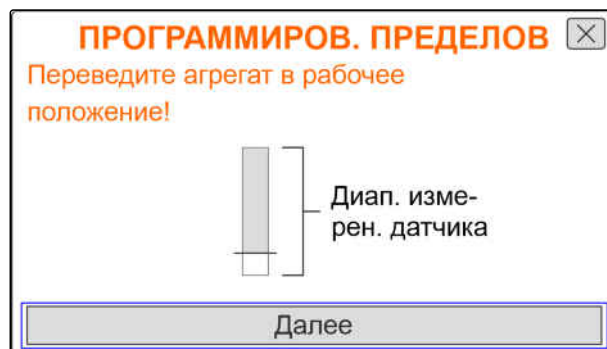 ПРОГРАММИРОВ. ПРЕДЕЛОВ
Переведите агрегат в рабочее
положение!
Диап. изме-
рен. датчика
Далее